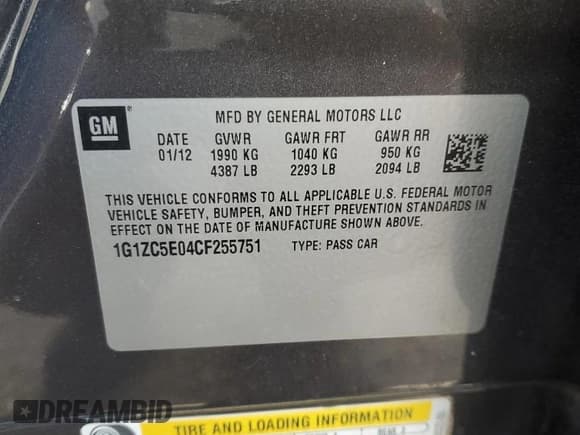 GM
MFD BY GENERAL MOTORS LLC
DATE GVWR GAWR FRT GAWR RR
01/12 1990 KG 1040 KG 950 KG
4387 LB 2293 LB 2094 LB
THIS VEHICLE CONFORMS TO ALL APPLICABLE U.S. FEDERAL MOTOR
VEHICLE SAFETY, BUMPER, AND THEFT PREVENTION STANDARDS IN
EFFECT ON THE DATE OF MANUFACTURE SHOWN ABOVE.
1G1ZC5E04CF255751 TYPE: PASS CAR
TIRE AND LOADING INFORMATION
DREAMBID